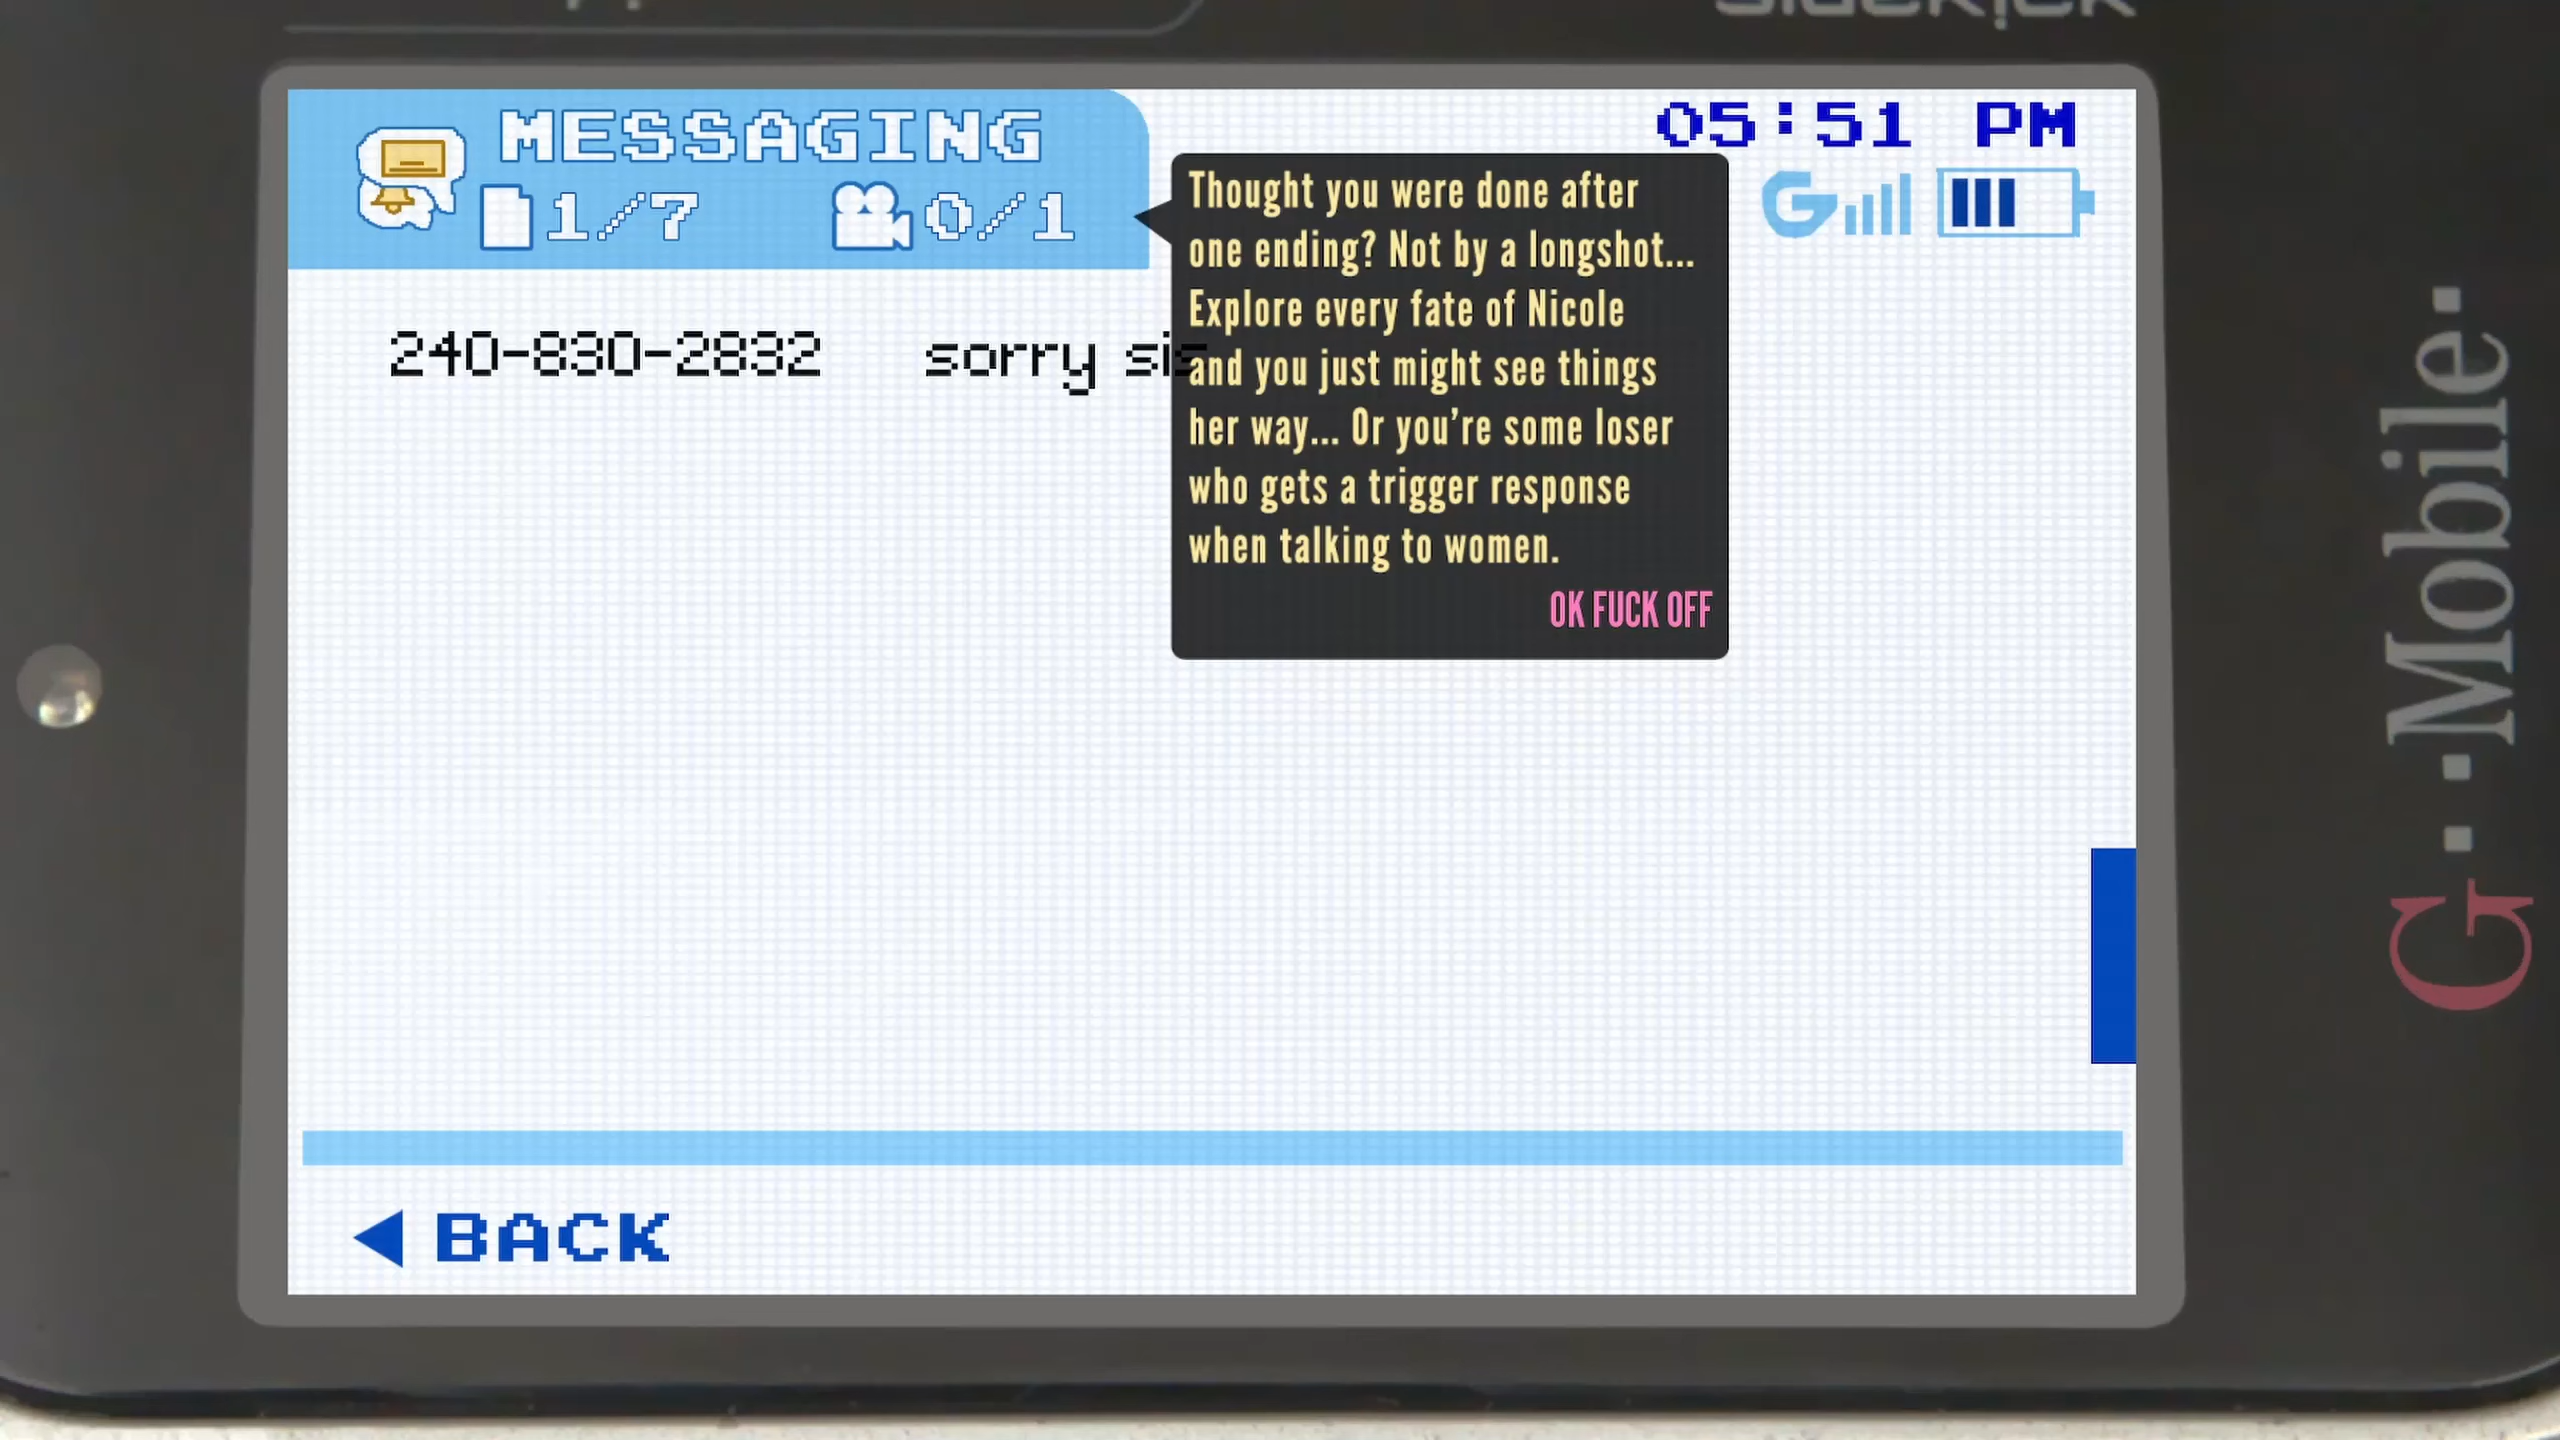 SIDEKICK
MESSAGING
05:51 PM
1/7
0/1
G
Thought you were done after
one ending? Not by a longshot...
Explore every fate of Nicole
and you just might see things
her way... Or you're some loser
who gets a trigger response
when talking to women.
OK FUCK OFF
240-830-2832
sorry sis
BACK
G··Mobile·